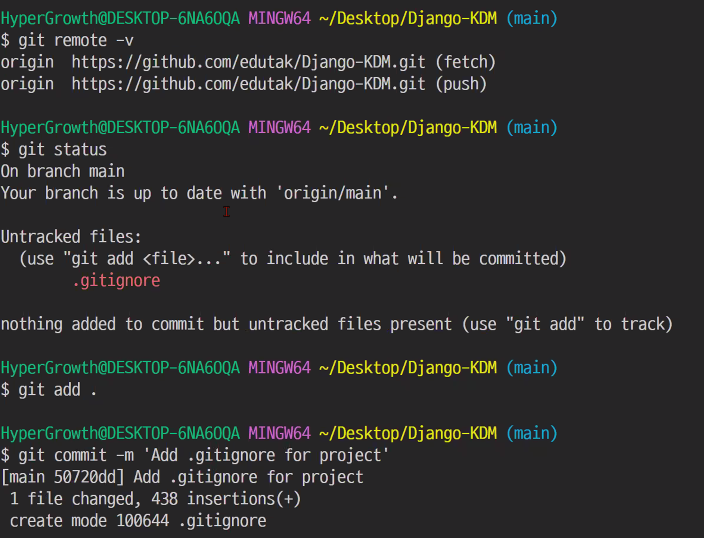 HyperGrowth@DESKTOP-6NA6OQA MINGW64 ~/Desktop/Django-KDM (main)
$ git remote -v
origin  https://github.com/edutak/Django-KDM.git (fetch)
origin  https://github.com/edutak/Django-KDM.git (push)

HyperGrowth@DESKTOP-6NA6OQA MINGW64 ~/Desktop/Django-KDM (main)
$ git status
On branch main
Your branch is up to date with 'origin/main'.

Untracked files:
  (use "git add <file>..." to include in what will be committed)
        .gitignore

nothing added to commit but untracked files present (use "git add" to track)

HyperGrowth@DESKTOP-6NA6OQA MINGW64 ~/Desktop/Django-KDM (main)
$ git add .

HyperGrowth@DESKTOP-6NA6OQA MINGW64 ~/Desktop/Django-KDM (main)
$ git commit -m 'Add .gitignore for project'
[main 50720dd] Add .gitignore for project
 1 file changed, 438 insertions(+)
 create mode 100644 .gitignore